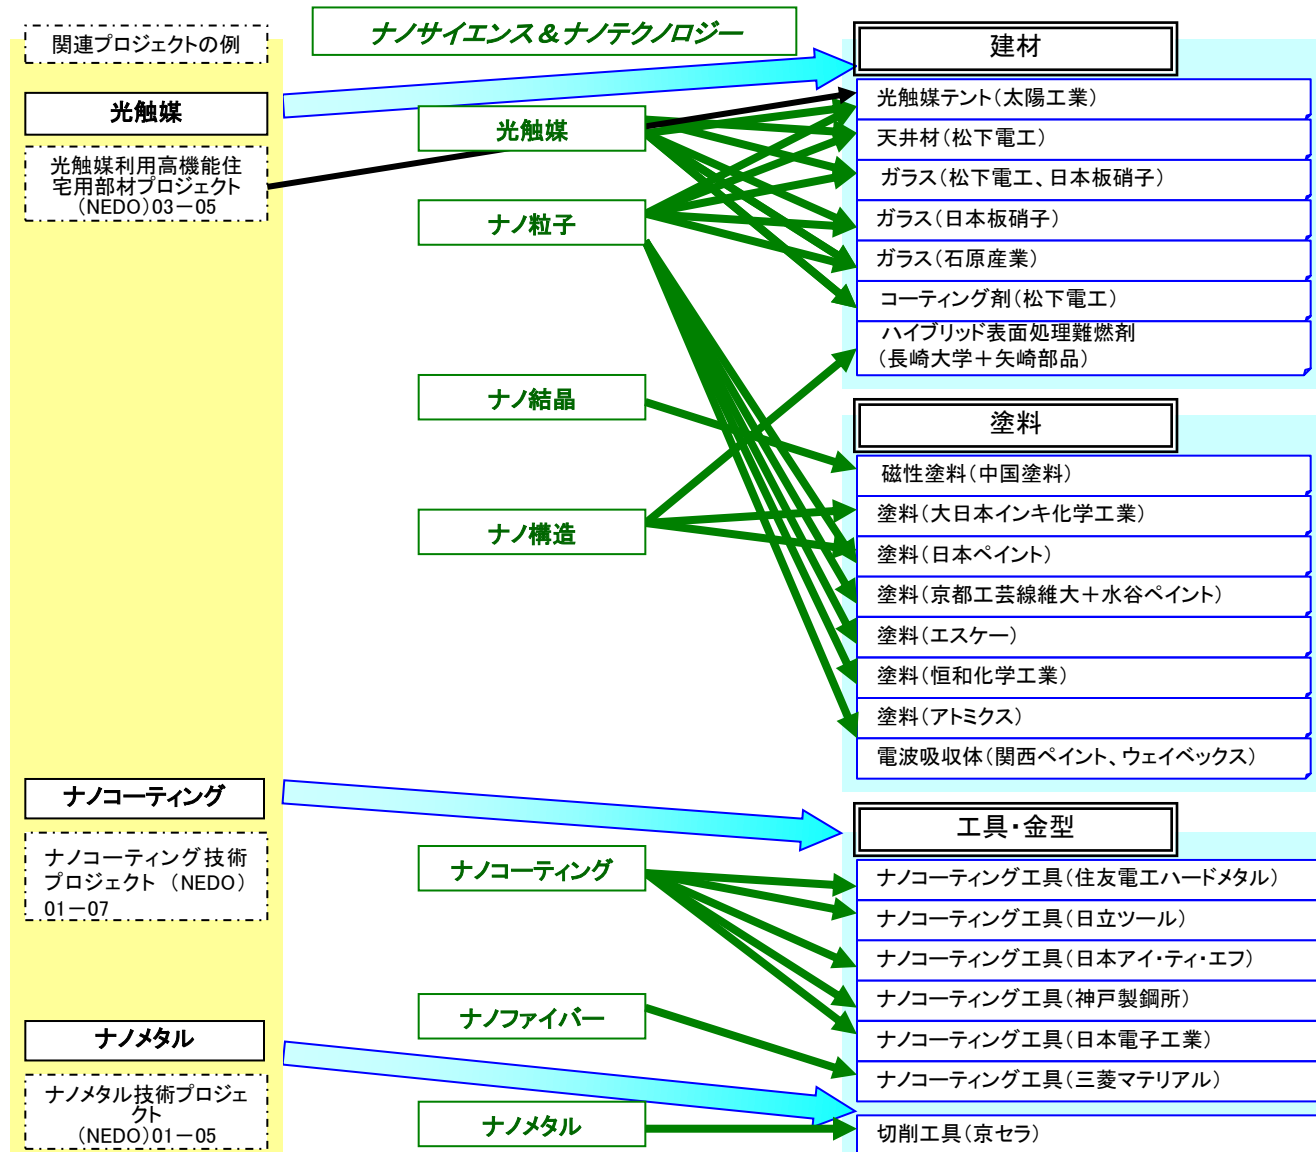 関連プロジェクトの例
光触媒
光触媒利用高機能住
宅用部材プロジェクト
(NEDO)03－05
ナノコーティング
ナノコーティング技術
プロジェクト (NEDO)
01－07
ナノメタル
ナノメタル技術プロジェ
クト
(NEDO)01－05
ナノサイエンス＆ナノテクノロジー
光触媒
ナノ粒子
ナノ結晶
ナノ構造
ナノコーティング
ナノファイバー
ナノメタル
建材
光触媒テント(太陽工業)
天井材(松下電工)
ガラス(松下電工、日本板硝子)
ガラス(日本板硝子)
ガラス(石原産業)
コーティング剤(松下電工)
ハイブリッド表面処理難燃剤
(長崎大学＋矢崎部品)
塗料
磁性塗料(中国塗料)
塗料(大日本インキ化学工業)
塗料(日本ペイント)
塗料(京都工芸線維大＋水谷ペイント)
塗料(エスケー)
塗料(恒和化学工業)
塗料(アトミクス)
電波吸収体(関西ペイント、ウェイベックス)
工具・金型
ナノコーティング工具(住友電工ハードメタル)
ナノコーティング工具(日立ツール)
ナノコーティング工具(日本アイ・ティ・エフ)
ナノコーティング工具(神戸製鋼所)
ナノコーティング工具(日本電子工業)
ナノコーティング工具(三菱マテリアル)
切削工具(京セラ)